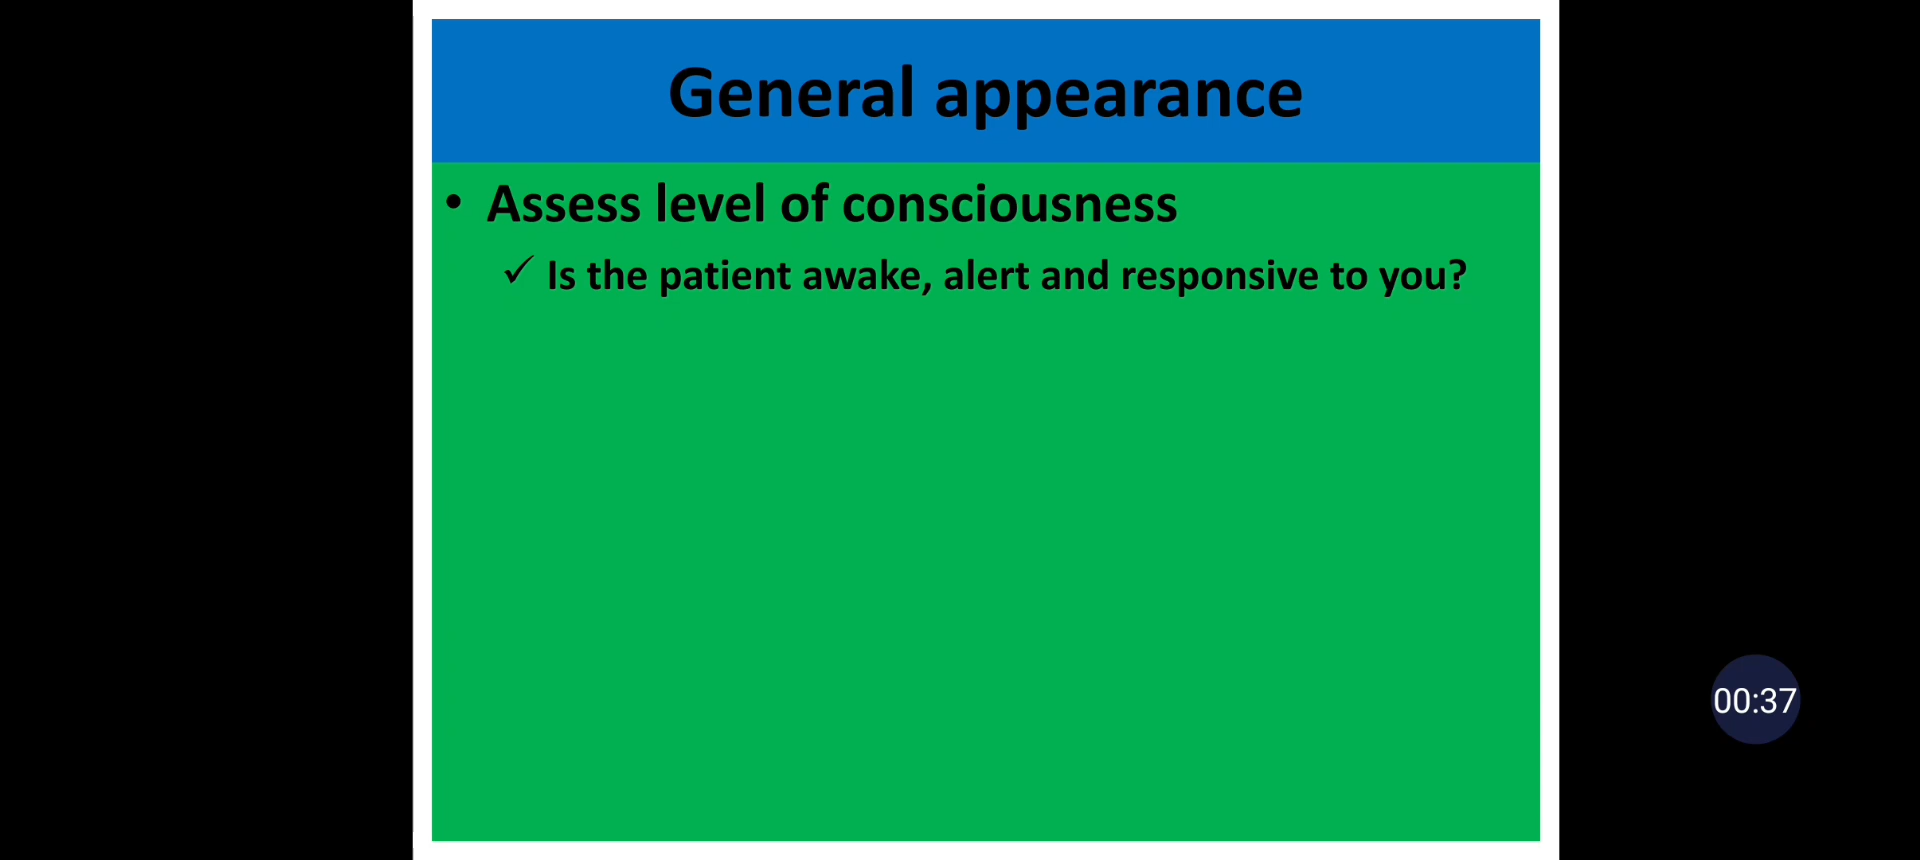 General appearance
• Assess level of consciousness
✓ Is the patient awake, alert and responsive to you?
00:37